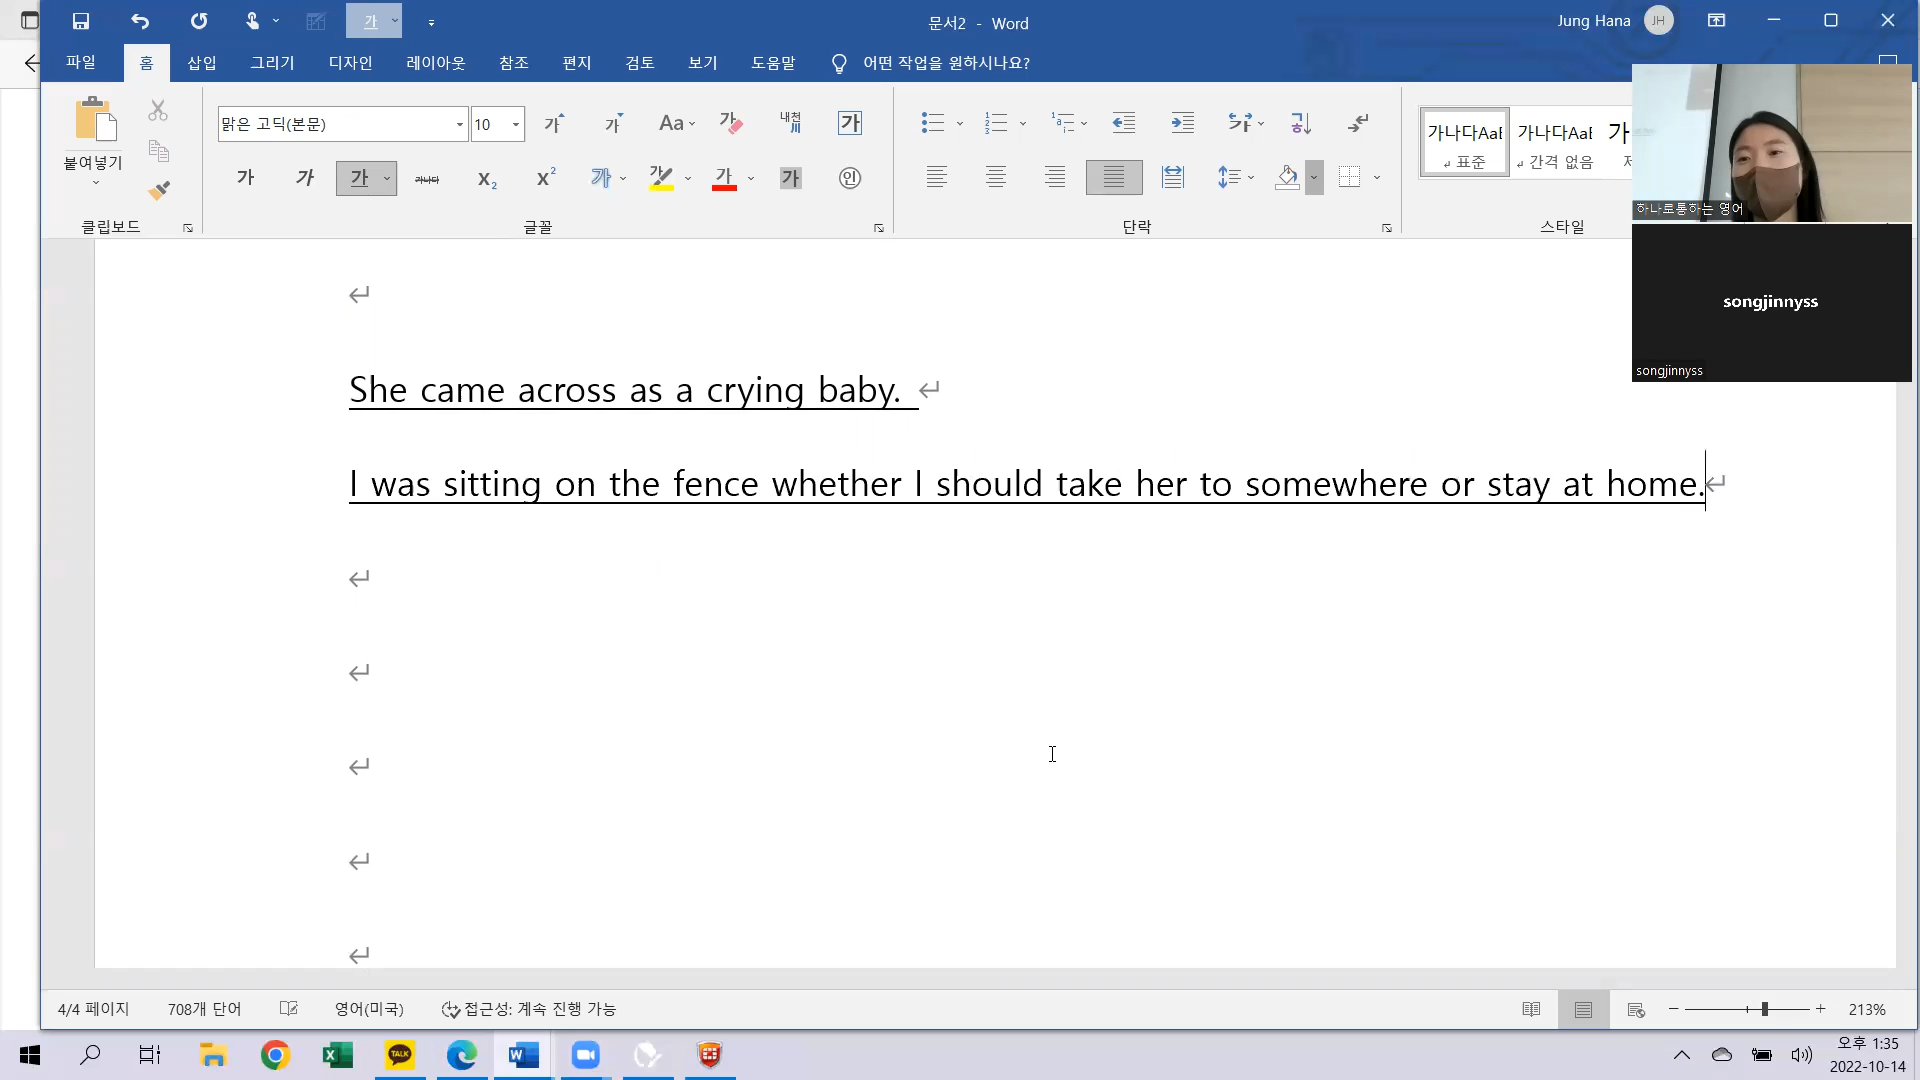 문서2 - Word
Jung Hana
JH
파일 홈 삽입 그리기 디자인 레이아웃 참조 편지 검토 보기 도움말 어떤 작업을 원하시나요?
붙여넣기
클립보드
맑은 고딕(본문) 10
글꼴
단락
가나다AaB 가나다AaB
표준 간격 없음
스타일
하나로통하는 영어
songjinnyss
songjinnyss
She came across as a crying baby.
I was sitting on the fence whether I should take her to somewhere or stay at home.
4/4 페이지 708개 단어 영어(미국) 접근성: 계속 진행 가능 213%
TALK
오후 1:35
2022-10-14